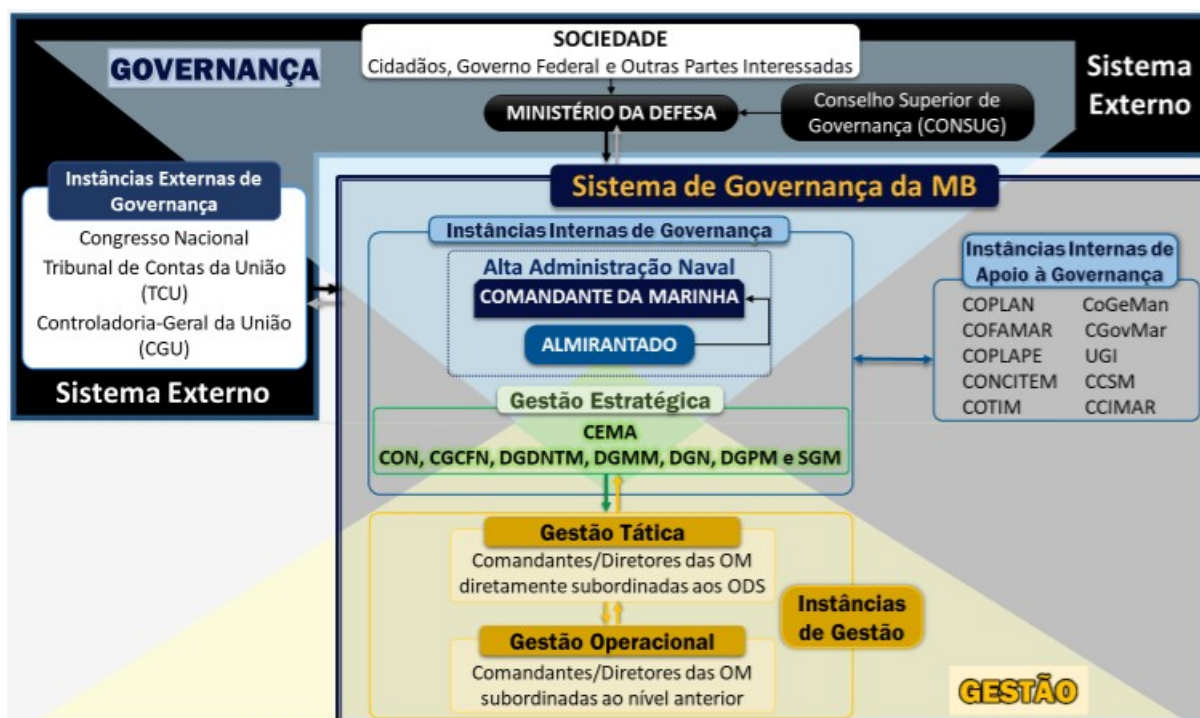 GOVERNANÇA
SOCIEDADE
Cidadãos, Governo Federal e Outras Partes Interessadas
Sistema
Externo
MINISTÉRIO DA DEFESA
Conselho Superior de
Governança (CONSUG)
Instâncias Externas de
Governança
Congresso Nacional
Tribunal de Contas da União
(TCU)
Controladoria-Geral da União
(CGU)
Sistema Externo
Sistema de Governança da MB
Instâncias Internas de Governança
Alta Administração Naval
COMANDANTE DA MARINHA
ALMIRANTADO
Gestão Estratégica
CEMA
CON, CGCFN, DGDNTM, DGMM, DGN, DGPM e SGM
Instâncias Internas de
Apoio à Governança
COPLAN CoGeMan
COFAMAR CGovMar
COPLAPE UGI
CONCITEM CCSM
COTIM CCIMAR
Gestão Tática
Comandantes/Diretores das OM
diretamente subordinadas aos ODS
Gestão Operacional
Comandantes/Diretores das OM
subordinadas ao nível anterior
Instâncias
de Gestão
GESTÃO